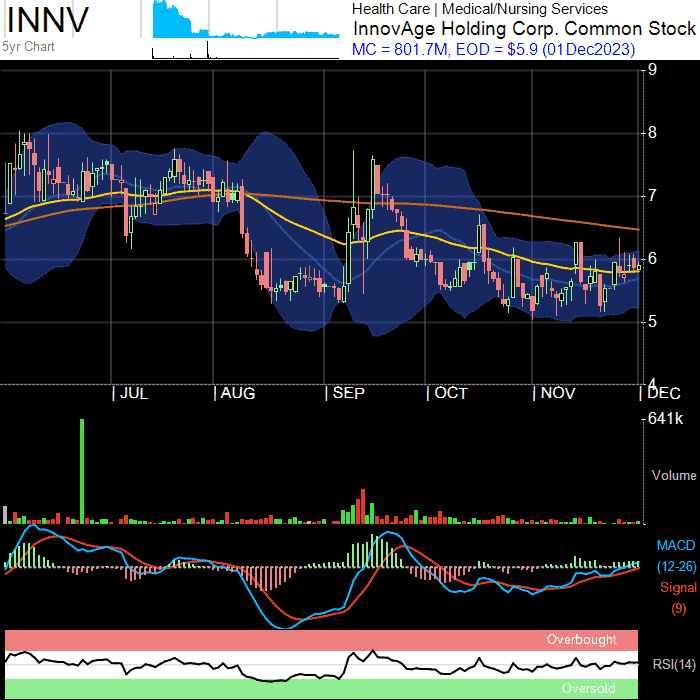 INNV
5yr Chart
Health Care | Medical/Nursing Services
InnovAge Holding Corp. Common Stock
MC = 801.7M, EOD = $5.9 (01Dec2023)
9
8
7
6
5
4
JUL
AUG
SEP
OCT
NOV
DEC
641k
Volume
MACD
(12-26)
Signal
(9)
Overbought
RSI(14)
Oversold